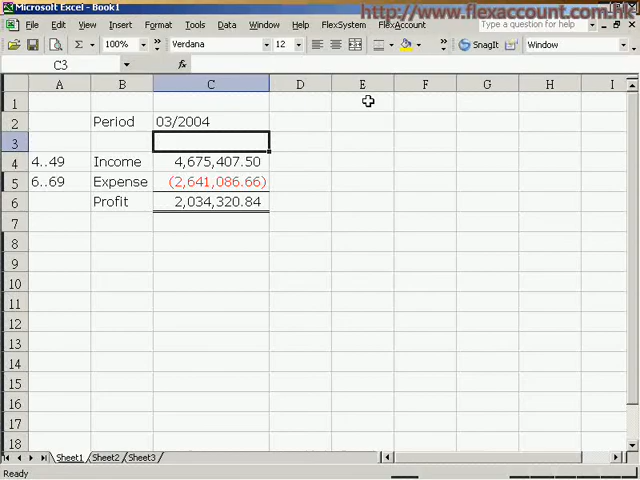 Microsoft Excel - Book1
http://www.flexaccount.com.hk
File Edit View Insert Format Tools Data Window Help FlexSystem FlexAccount Type a question for help
100% Verdana 12 SnagIt Window
C3 fx
A B C D E F G H I
1
2 Period 03/2004
3
4 4..49 Income 4,675,407.50
5 6..69 Expense (2,641,086.66)
6 Profit 2,034,320.84
7
8
9
10
11
12
13
14
15
16
17
18
Sheet1 Sheet2 Sheet3
Ready